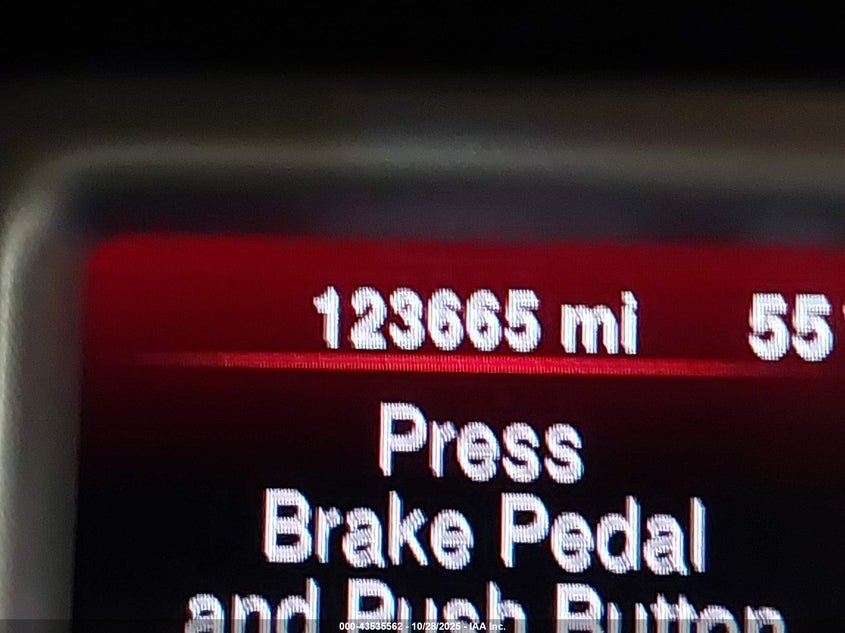 123665 mi 55
Press
Brake Pedal
and Push Button
000-43535562 - 10/28/2025 - IAA Inc.